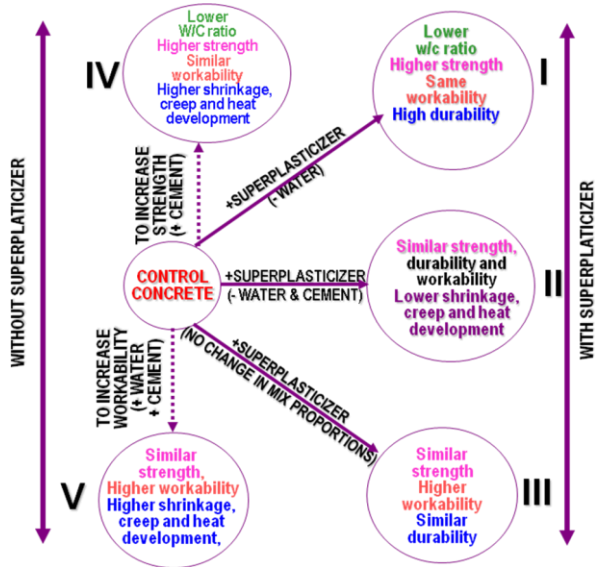 Lower
W/C ratio
Higher strength
Similar
workability
Higher shrinkage,
creep and heat
development
IV
Lower
w/c ratio
Higher strength
Same
workability
High durability
I
WITHOUT SUPERPLATICIZER
TO INCREASE
STRENGTH
(+ CEMENT)
+SUPERPLASTICIZER
(- WATER)
CONTROL
CONCRETE
+SUPERPLASTICIZER
(- WATER & CEMENT)
Similar strength,
durability and
workability
Lower shrinkage,
creep and heat
development
II
WITH SUPERPLATICIZER
TO INCREASE
WORKABILITY
(+ WATER
+ CEMENT)
+SUPERPLASTICIZER
(NO CHANGE IN MIX PROPORTIONS)
V
Similar
strength,
Higher workability
Higher shrinkage,
creep and heat
development,
Similar
strength
Higher
workability
Similar
durability
III